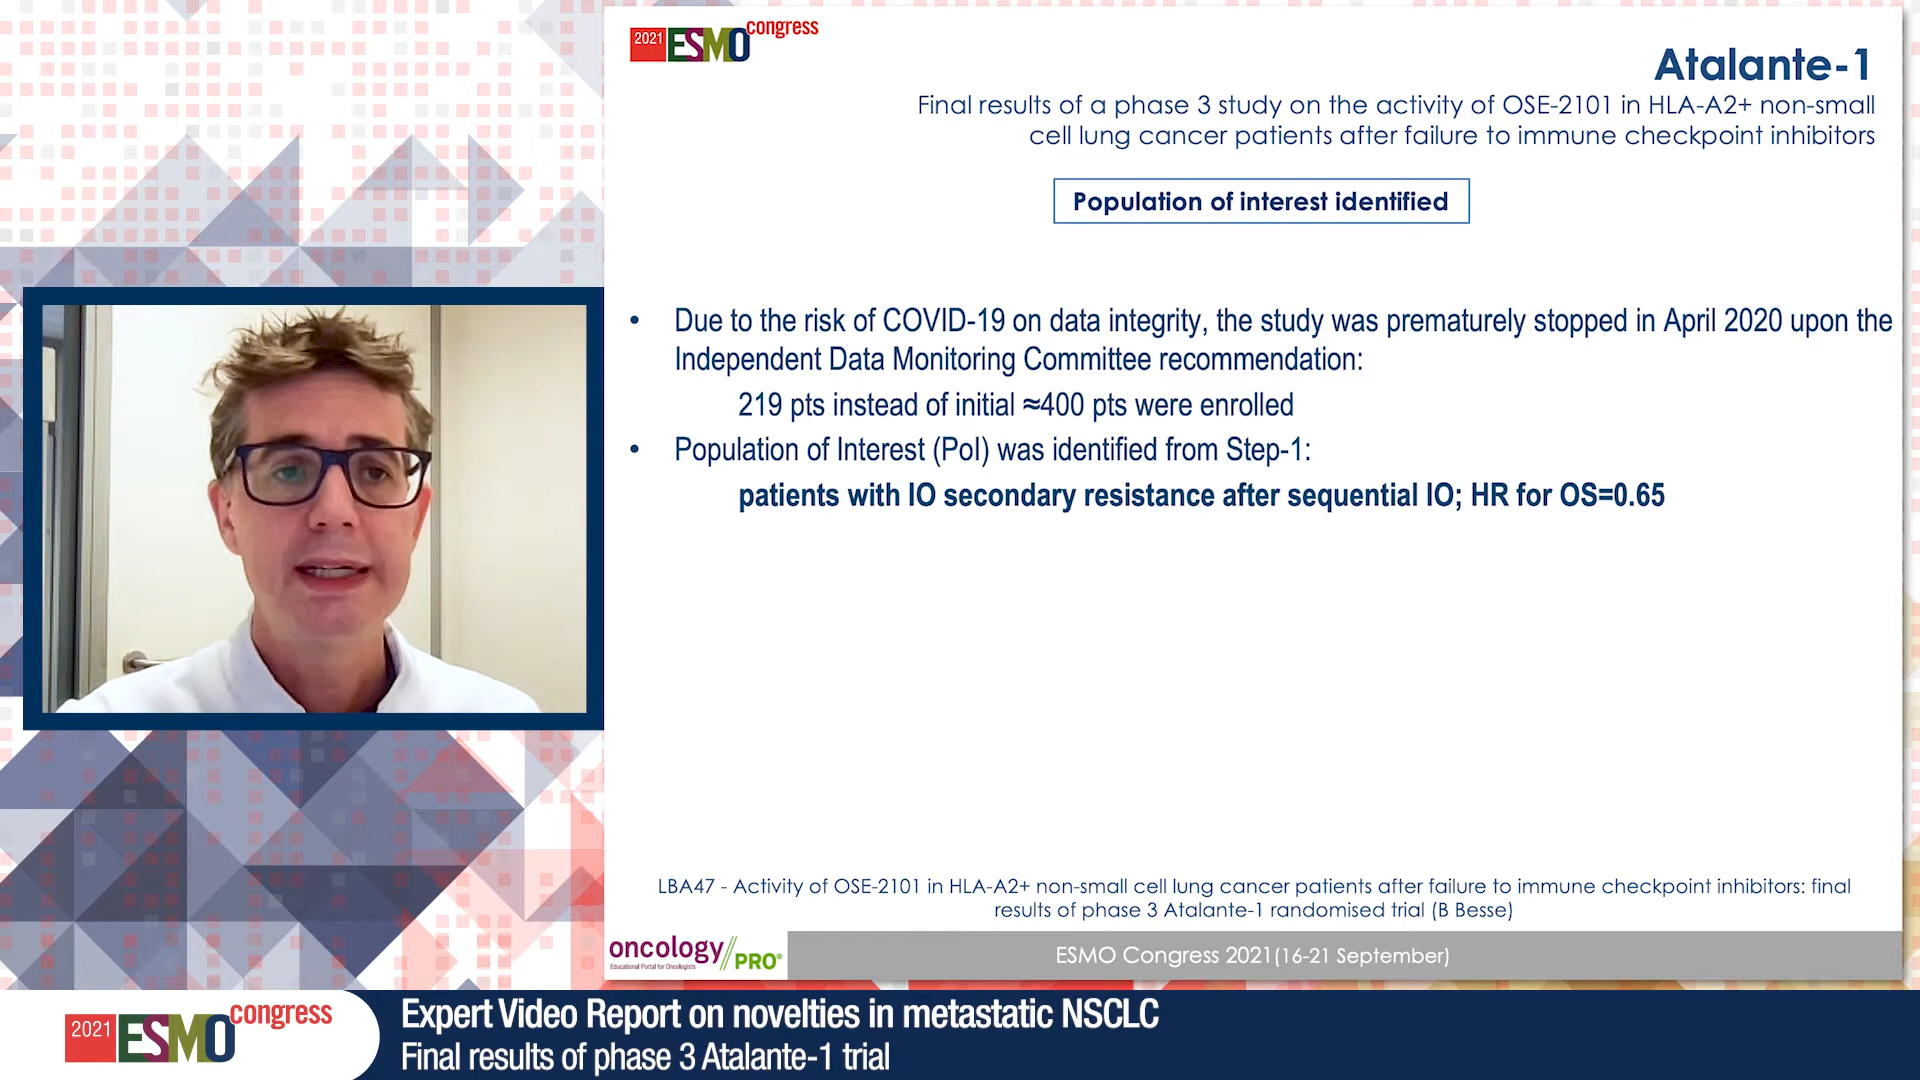 2021 ESMO congress
Atalante-1
Final results of a phase 3 study on the activity of OSE-2101 in HLA-A2+ non-small
cell lung cancer patients after failure to immune checkpoint inhibitors
Population of interest identified
• Due to the risk of COVID-19 on data integrity, the study was prematurely stopped in April 2020 upon the
Independent Data Monitoring Committee recommendation:
219 pts instead of initial ≈400 pts were enrolled
• Population of Interest (PoI) was identified from Step-1:
patients with IO secondary resistance after sequential IO; HR for OS=0.65
LBA47 - Activity of OSE-2101 in HLA-A2+ non-small cell lung cancer patients after failure to immune checkpoint inhibitors: final
results of phase 3 Atalante-1 randomised trial (B Besse)
oncology//PRO®
Educational Portal for Oncologists
ESMO Congress 2021(16-21 September)
2021 ESMO congress
Expert Video Report on novelties in metastatic NSCLC
Final results of phase 3 Atalante-1 trial